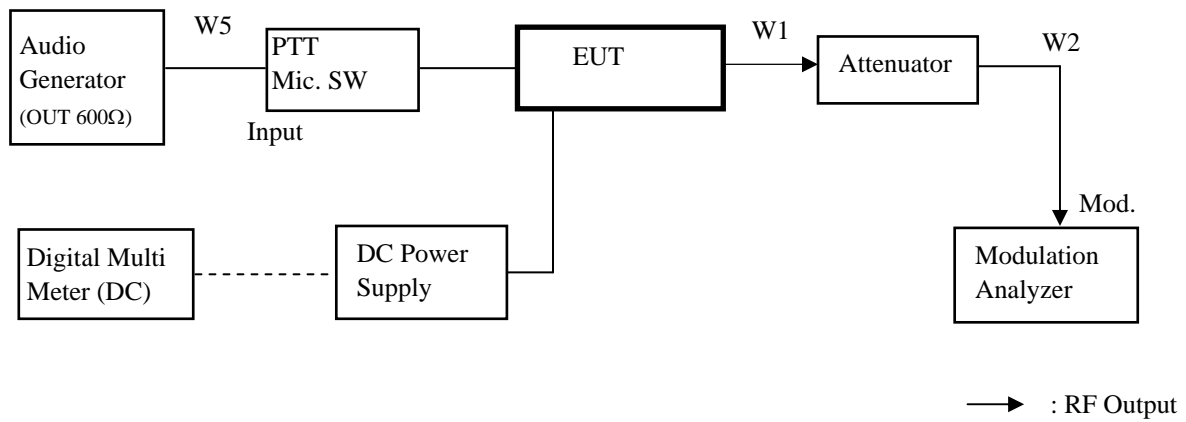 Audio
Generator
(OUT 600Ω)
W5
PTT
Mic. SW
Input
EUT
W1
Attenuator
W2
Mod.
Modulation
Analyzer
Digital Multi
Meter (DC)
DC Power
Supply
: RF Output